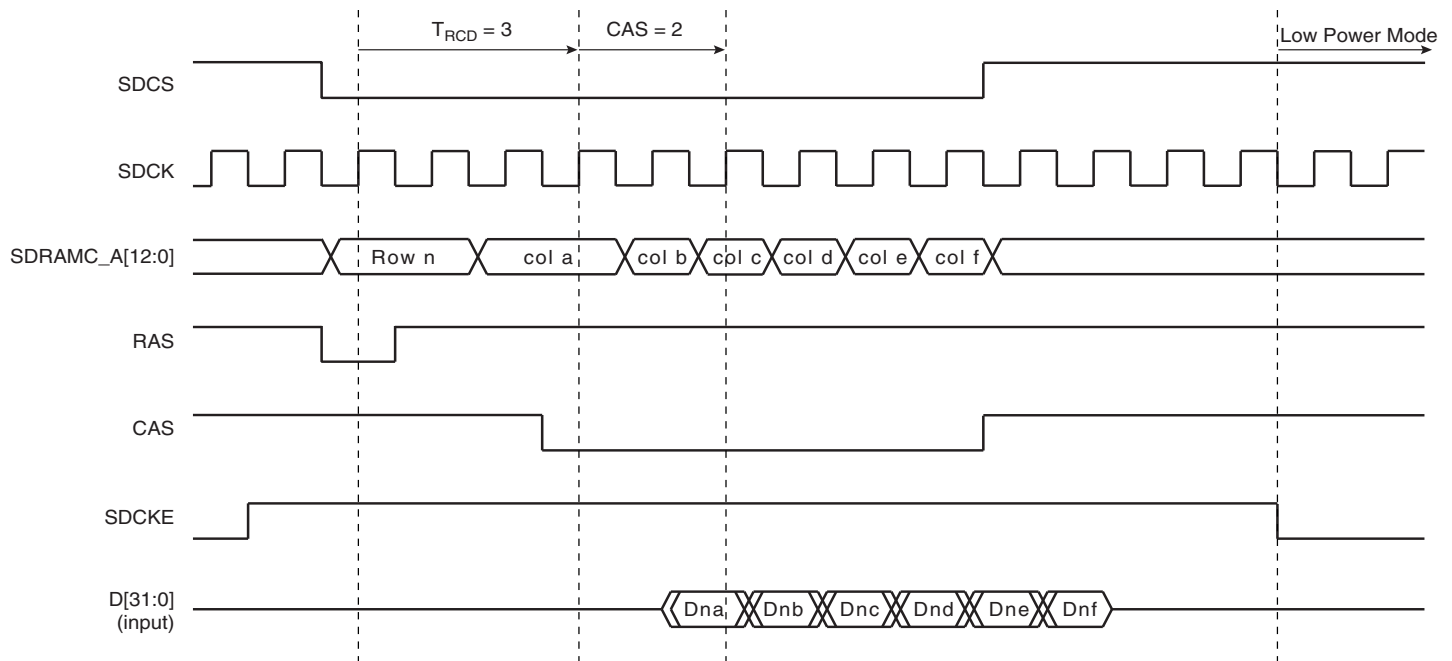 T_RCD = 3 CAS = 2
Low Power Mode
SDCS
SDCK
SDRAMC_A[12:0] Row n col a col b col c col d col e col f
RAS
CAS
SDCKE
D[31:0]
(input) Dna Dnb Dnc Dnd Dne Dnf